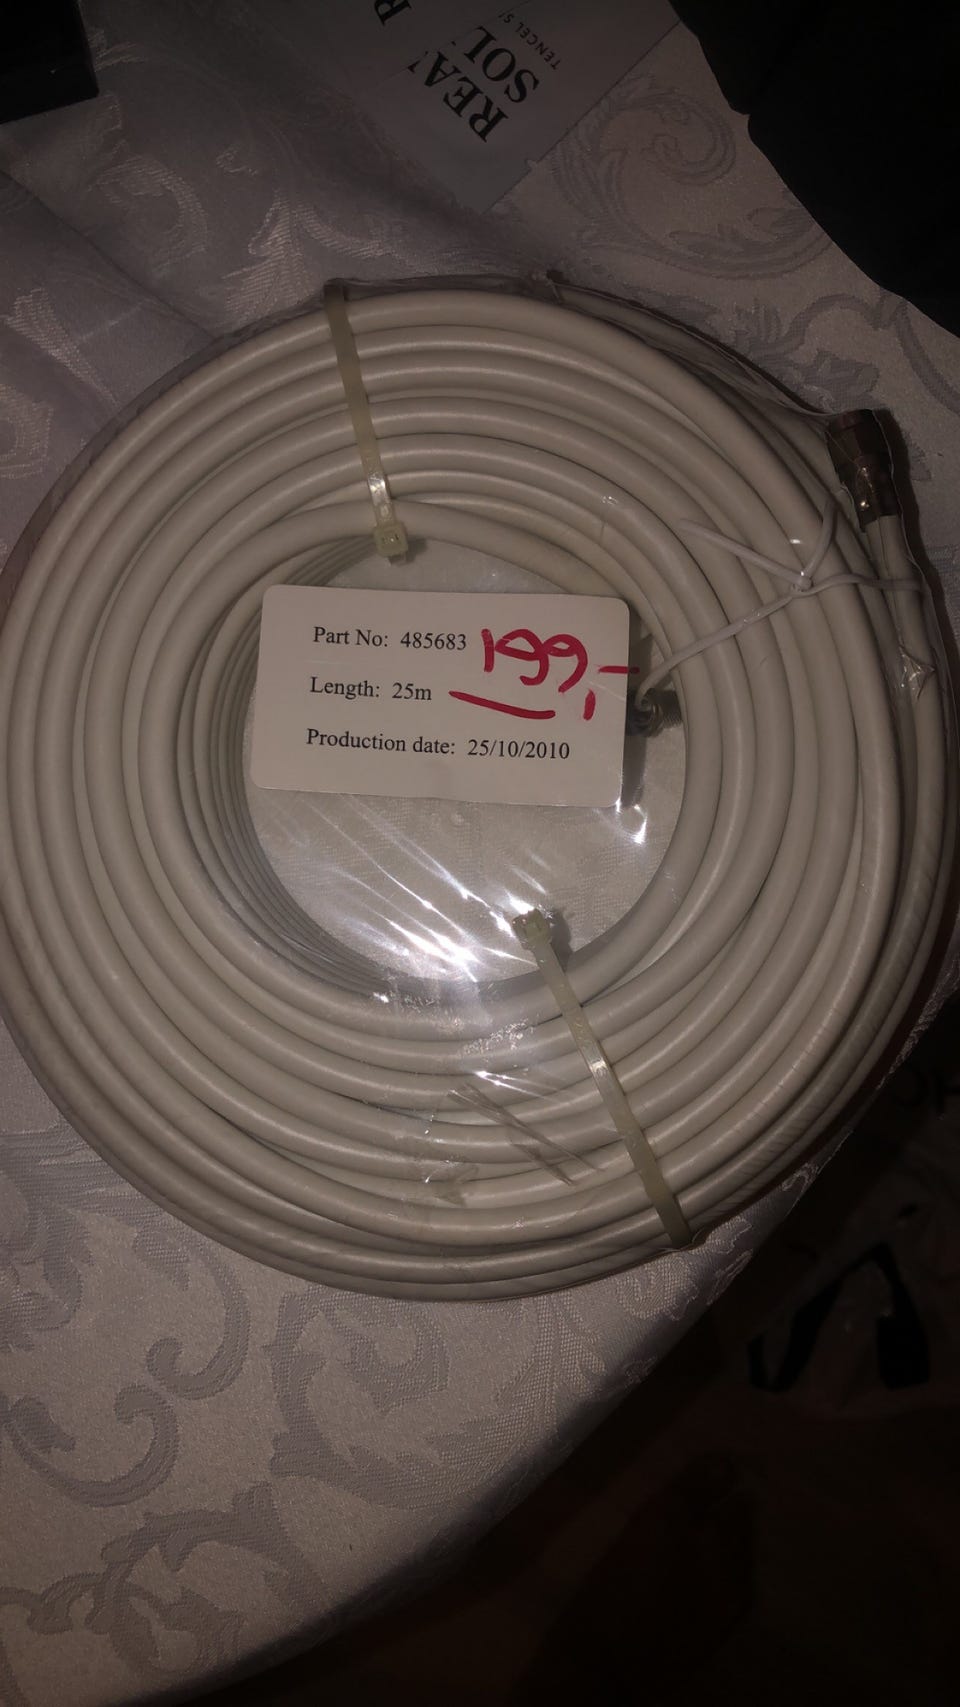 R
REA
SOL
TENCEL S
Part No: 485683 199,-
Length: 25m
Production date: 25/10/2010